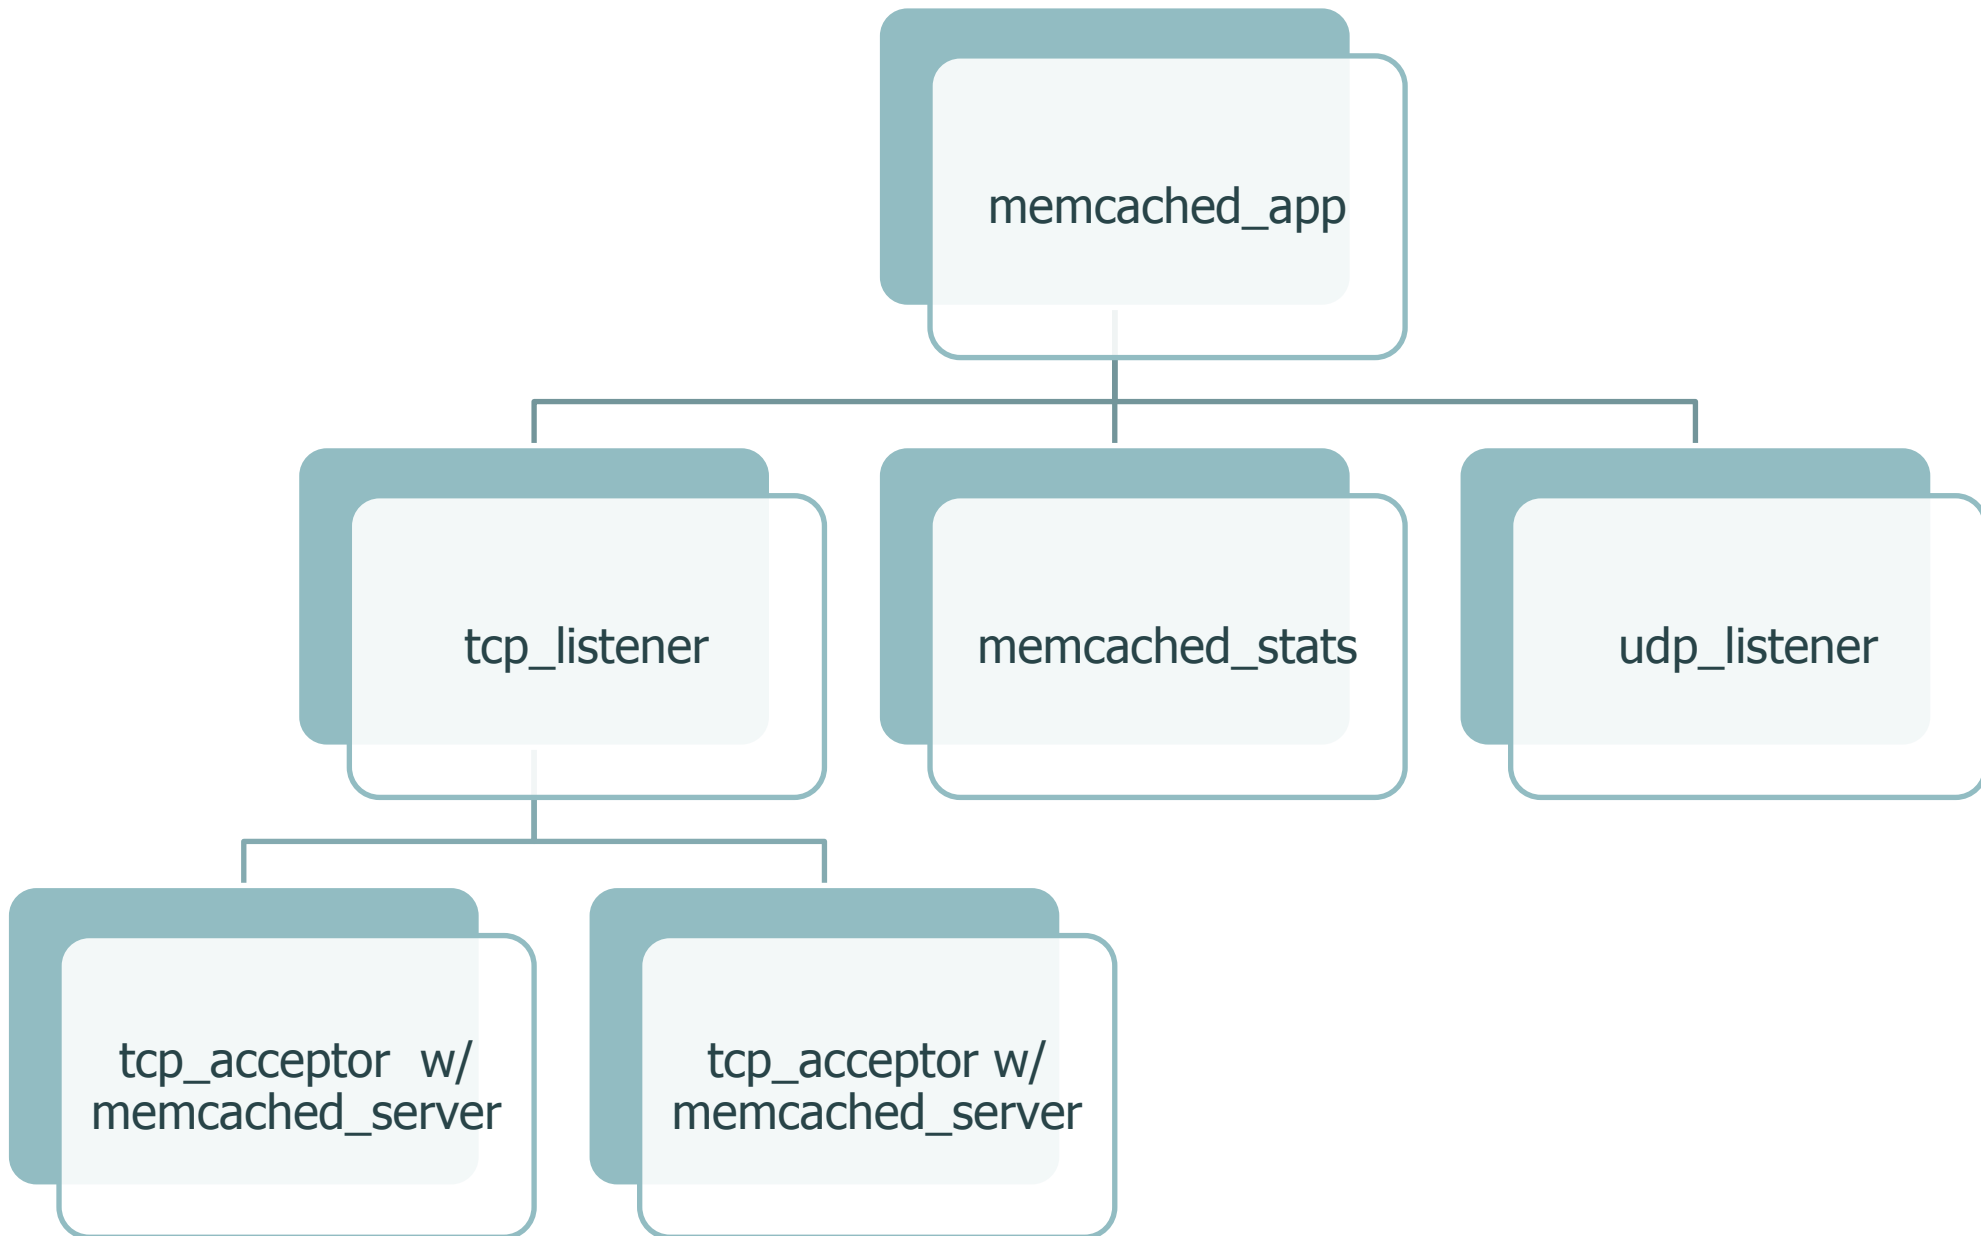 memcached_app
tcp_listener
memcached_stats
udp_listener
tcp_acceptor  w/
memcached_server
tcp_acceptor w/
memcached_server